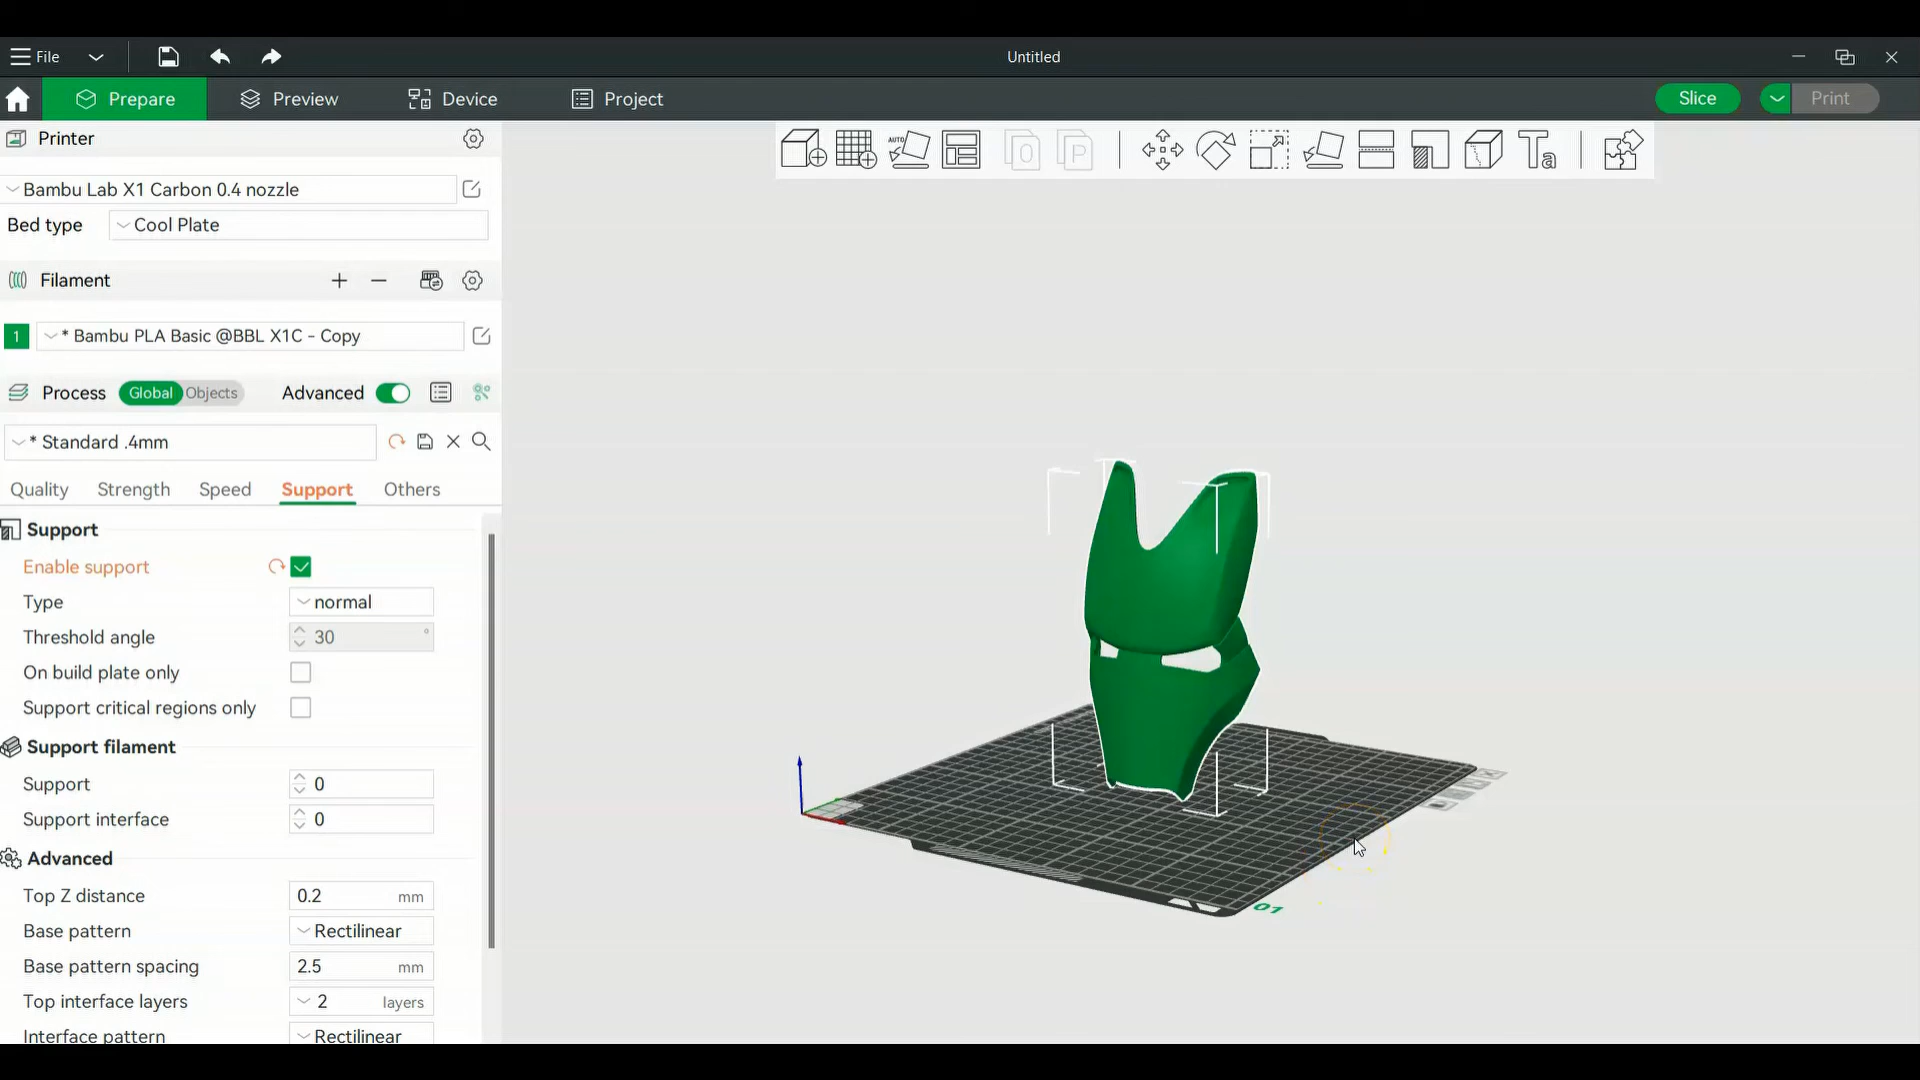 File
Untitled
Prepare
Preview
Device
Project
Slice
Print
Printer
Bambu Lab X1 Carbon 0.4 nozzle
Bed type
Cool Plate
Filament
1
* Bambu PLA Basic @BBL X1C - Copy
Process
Global
Objects
Advanced
* Standard .4mm
Quality
Strength
Speed
Support
Others
Support
Enable support
Type
normal
Threshold angle
30
°
On build plate only
Support critical regions only
Support filament
Support
0
Support interface
0
Advanced
Top Z distance
0.2
mm
Base pattern
Rectilinear
Base pattern spacing
2.5
mm
Top interface layers
2
layers
Interface pattern
Rectilinear
AUTO
O
P
Ta
01